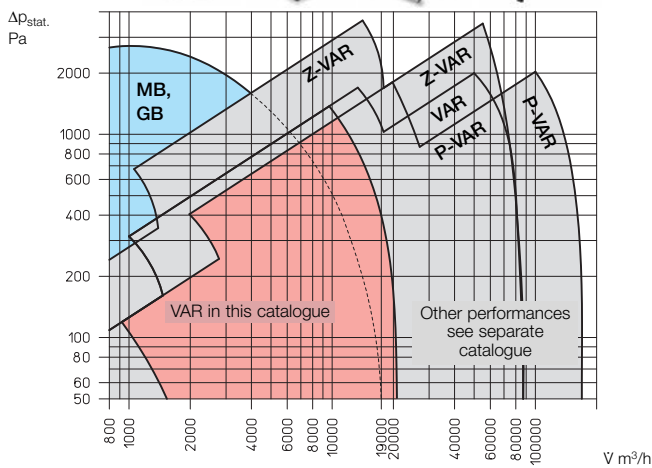 Δpstat.
Pa
2000
1000
800
600
400
200
100
80
60
50
MB,
GB
Z-VAR
Z-VAR
VAR
P-VAR
P-VAR
VAR in this catalogue
Other performances
see separate
catalogue
800
1000
2000
4000
6000
8000
10000
19000
20000
40000
60000
80000
100000
V̇ m³/h